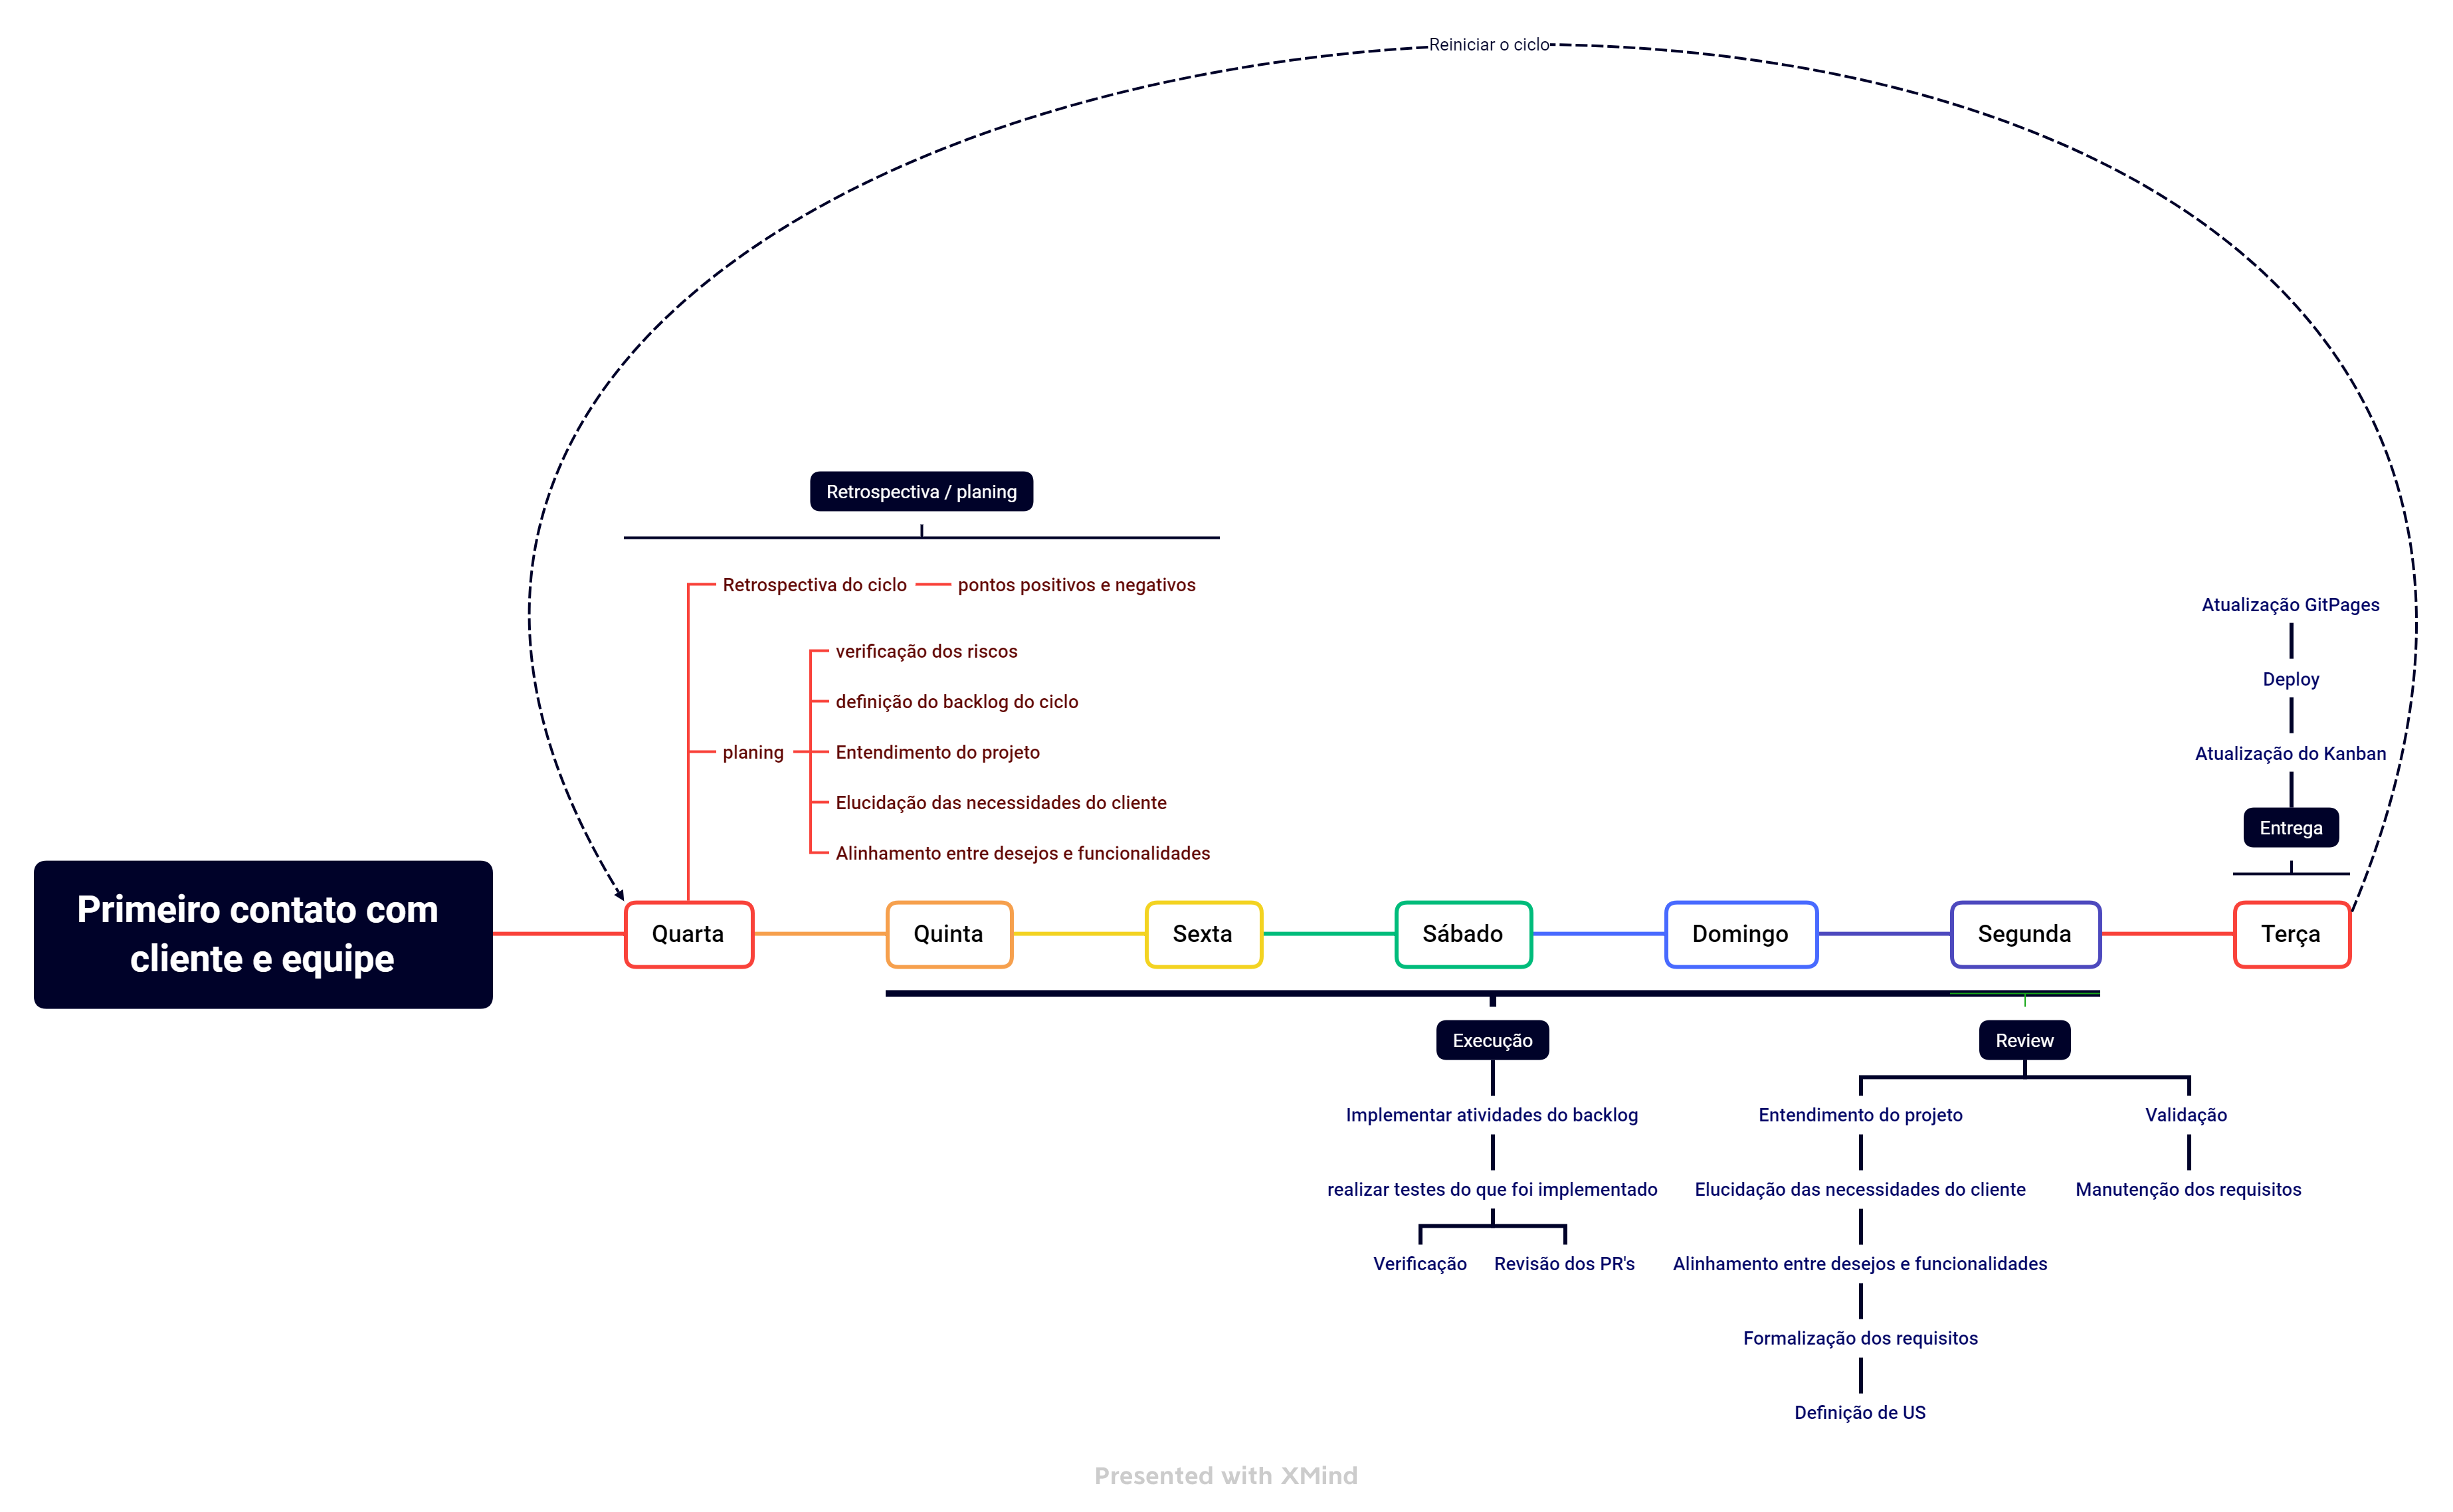 Reiniciar o ciclo
Retrospectiva / planing
Retrospectiva do ciclo
pontos positivos e negativos
verificação dos riscos
definição do backlog do ciclo
planing
Entendimento do projeto
Elucidação das necessidades do cliente
Alinhamento entre desejos e funcionalidades
Atualização GitPages
Deploy
Atualização do Kanban
Entrega
Primeiro contato com
cliente e equipe
Quarta
Quinta
Sexta
Sábado
Domingo
Segunda
Terça
Execução
Implementar atividades do backlog
realizar testes do que foi implementado
Verificação
Revisão dos PR's
Review
Entendimento do projeto
Elucidação das necessidades do cliente
Alinhamento entre desejos e funcionalidades
Formalização dos requisitos
Definição de US
Validação
Manutenção dos requisitos
Presented with XMind